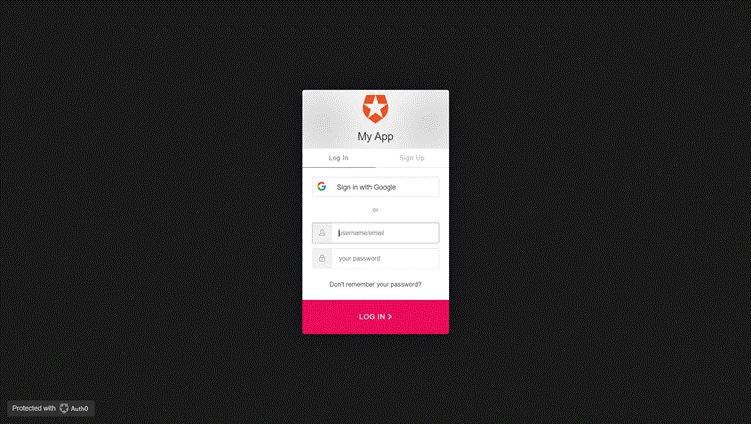 My App
Log In Sign Up
Sign in with Google
or
username/email
your password
Don't remember your password?
LOG IN
Protected with Auth0